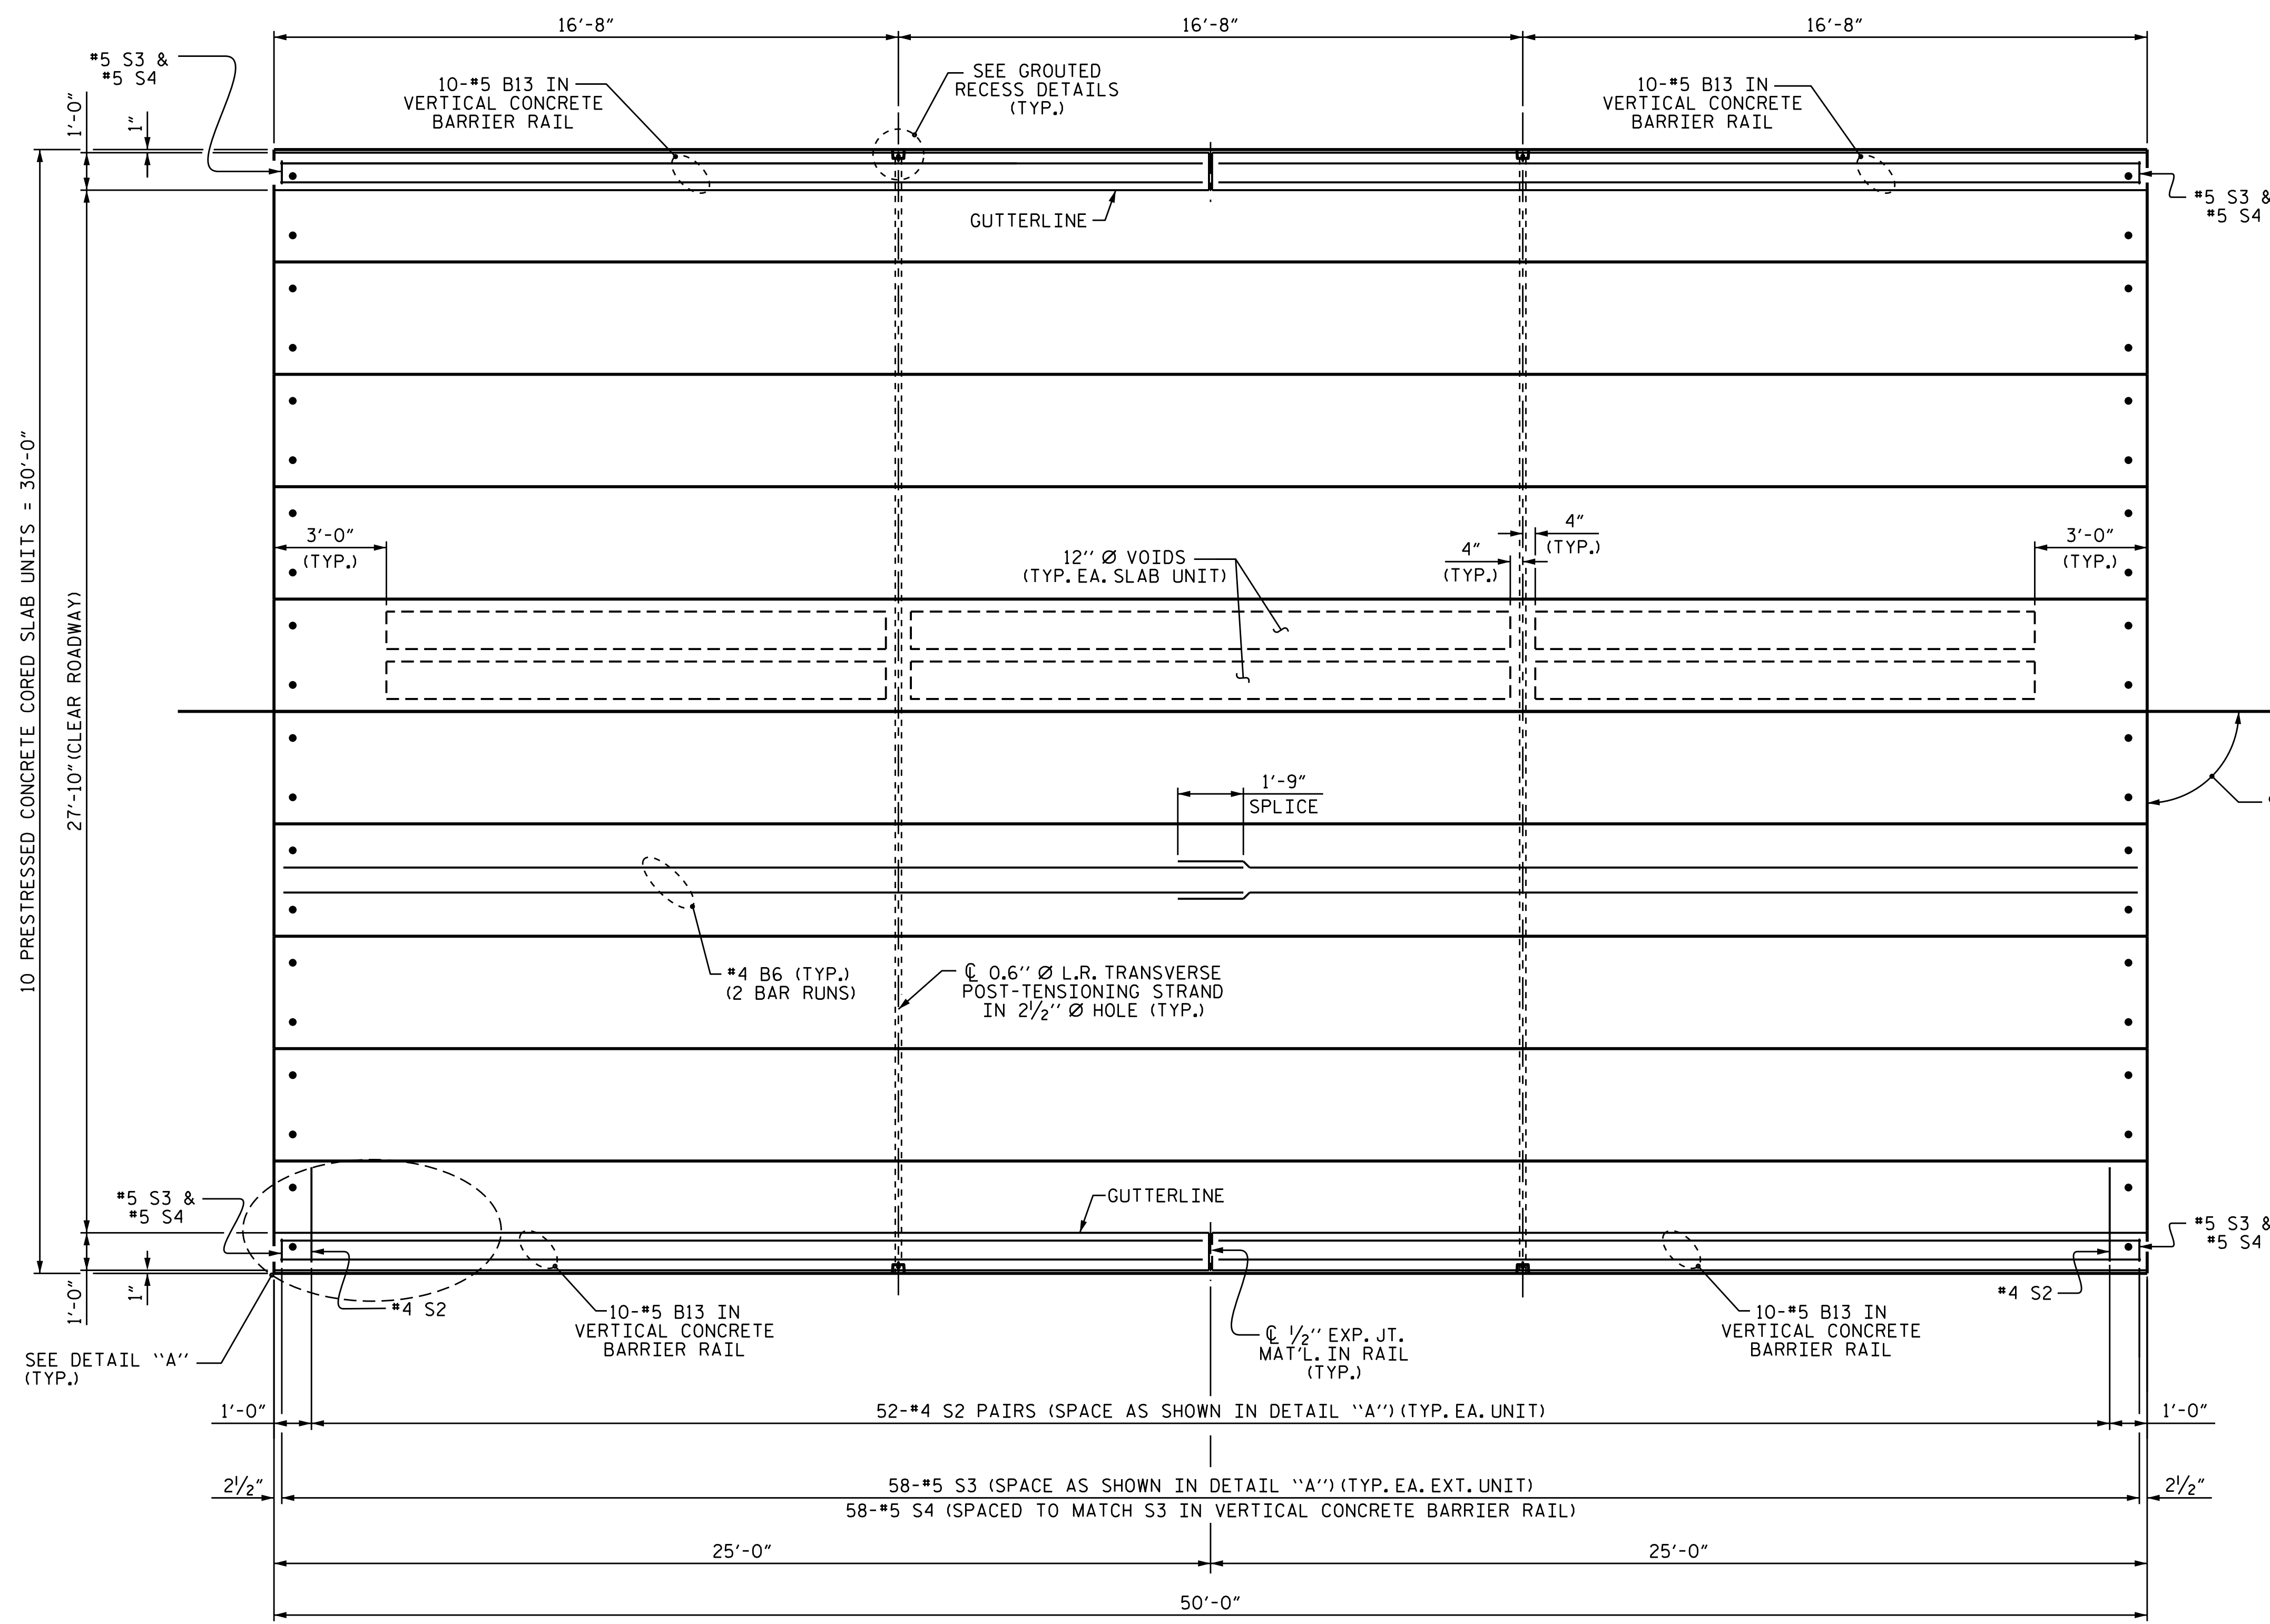 16'-8"
16'-8"
16'-8"
#5 S3 &
#5 S4
10-#5 B13 IN
VERTICAL CONCRETE
BARRIER RAIL
SEE GROUTED
RECESS DETAILS
(TYP.)
10-#5 B13 IN
VERTICAL CONCRETE
BARRIER RAIL
1'-0"
1"
#5 S3 &
#5 S4
GUTTERLINE
10 PRESTRESSED CONCRETE CORED SLAB UNITS = 30'-0"
27'-10" (CLEAR ROADWAY)
3'-0"
(TYP.)
12'' Ø VOIDS
(TYP. EA. SLAB UNIT)
4"
(TYP.)
4"
(TYP.)
3'-0"
(TYP.)
1'-9"
SPLICE
#4 B6 (TYP.)
(2 BAR RUNS)
℄ 0.6'' Ø L.R. TRANSVERSE
POST-TENSIONING STRAND
IN 2½'' Ø HOLE (TYP.)
#5 S3 &
#5 S4
GUTTERLINE
#5 S3 &
#5 S4
1'-0"
1"
#4 S2
#4 S2
10-#5 B13 IN
VERTICAL CONCRETE
BARRIER RAIL
℄ ½'' EXP. JT.
MAT'L. IN RAIL
(TYP.)
10-#5 B13 IN
VERTICAL CONCRETE
BARRIER RAIL
SEE DETAIL "A"
(TYP.)
1'-0"
52-#4 S2 PAIRS (SPACE AS SHOWN IN DETAIL "A") (TYP. EA. UNIT)
1'-0"
2½"
58-#5 S3 (SPACE AS SHOWN IN DETAIL "A") (TYP. EA. EXT. UNIT)
2½"
58-#5 S4 (SPACED TO MATCH S3 IN VERTICAL CONCRETE BARRIER RAIL)
25'-0"
25'-0"
50'-0"